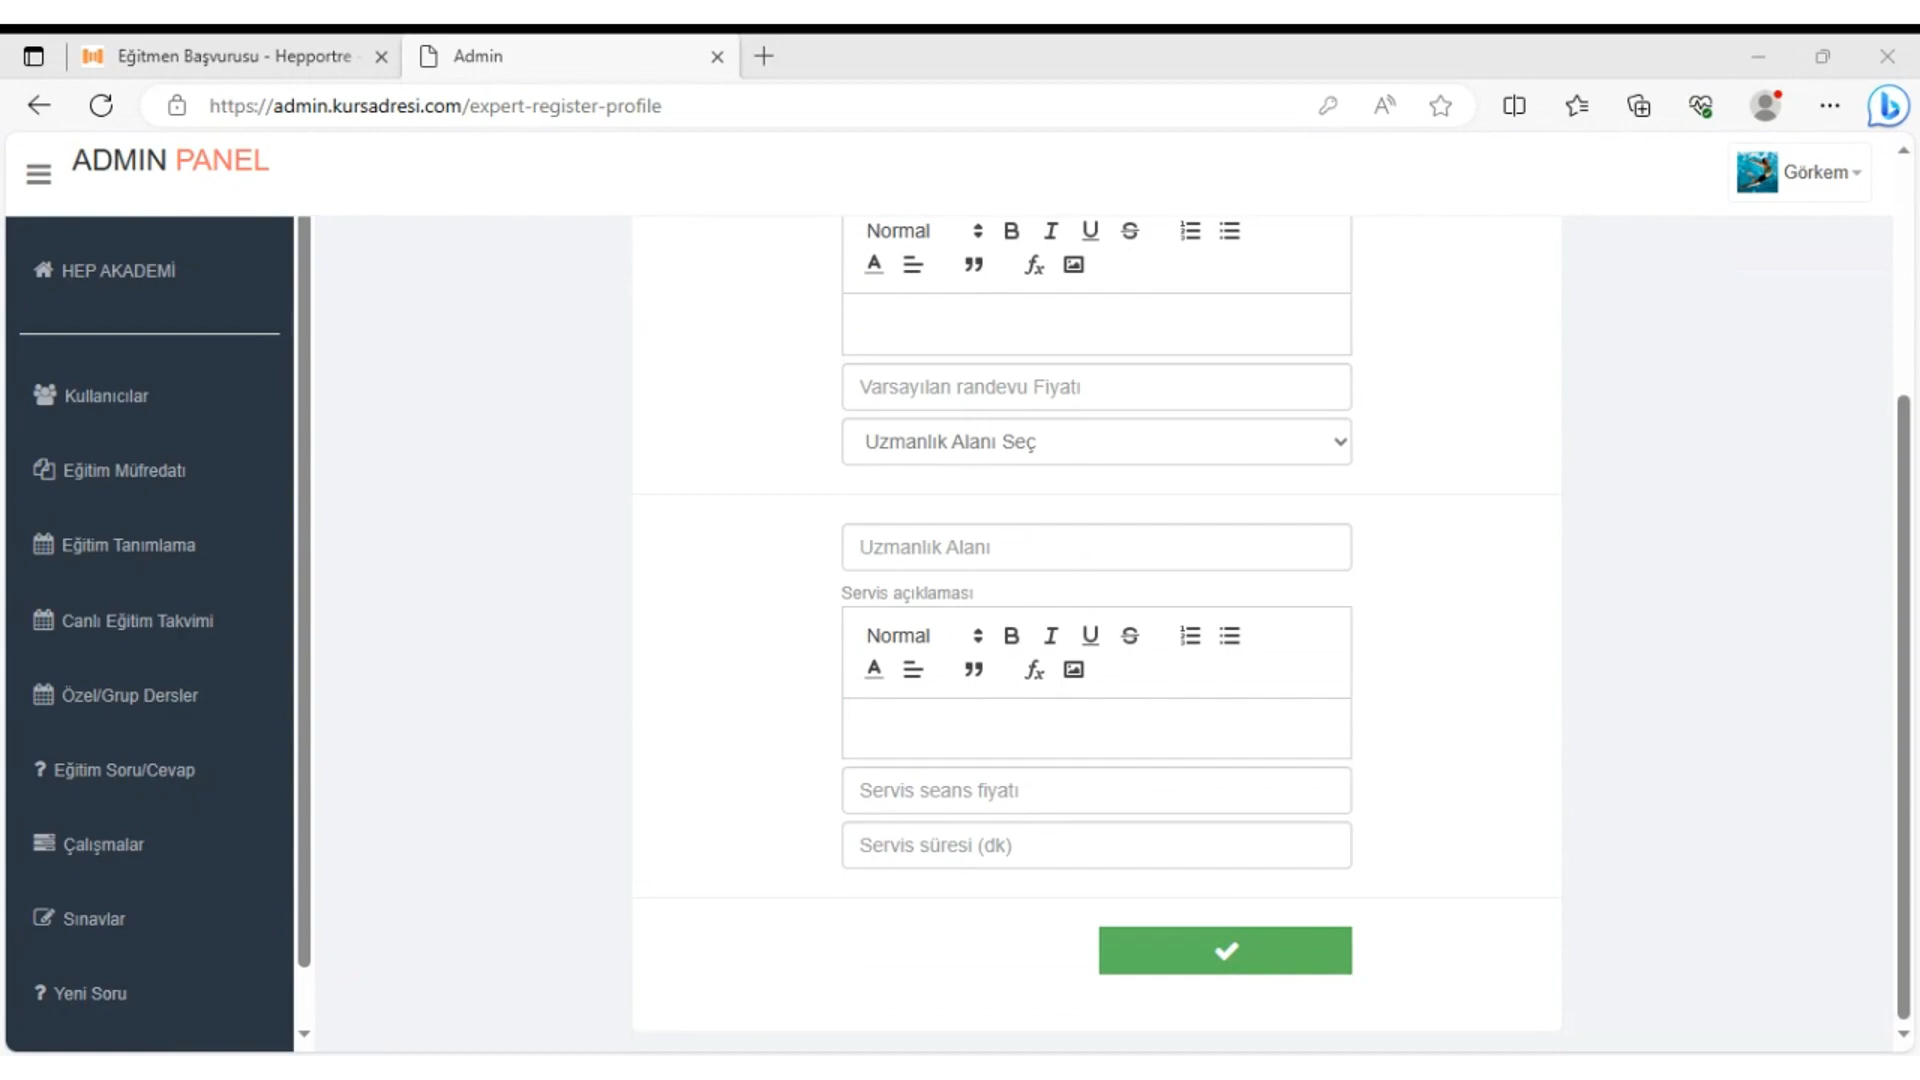 Eğitmen Başvurusu - Hepportre
Admin
https://admin.kursadresi.com/expert-register-profile
ADMIN PANEL
Görkem
HEP AKADEMİ
Kullanıcılar
Eğitim Müfredatı
Eğitim Tanımlama
Canlı Eğitim Takvimi
Özel/Grup Dersler
Eğitim Soru/Cevap
Çalışmalar
Sınavlar
Yeni Soru
Normal
Varsayılan randevu Fiyatı
Uzmanlık Alanı Seç
Uzmanlık Alanı
Servis açıklaması
Normal
Servis seans fiyatı
Servis süresi (dk)